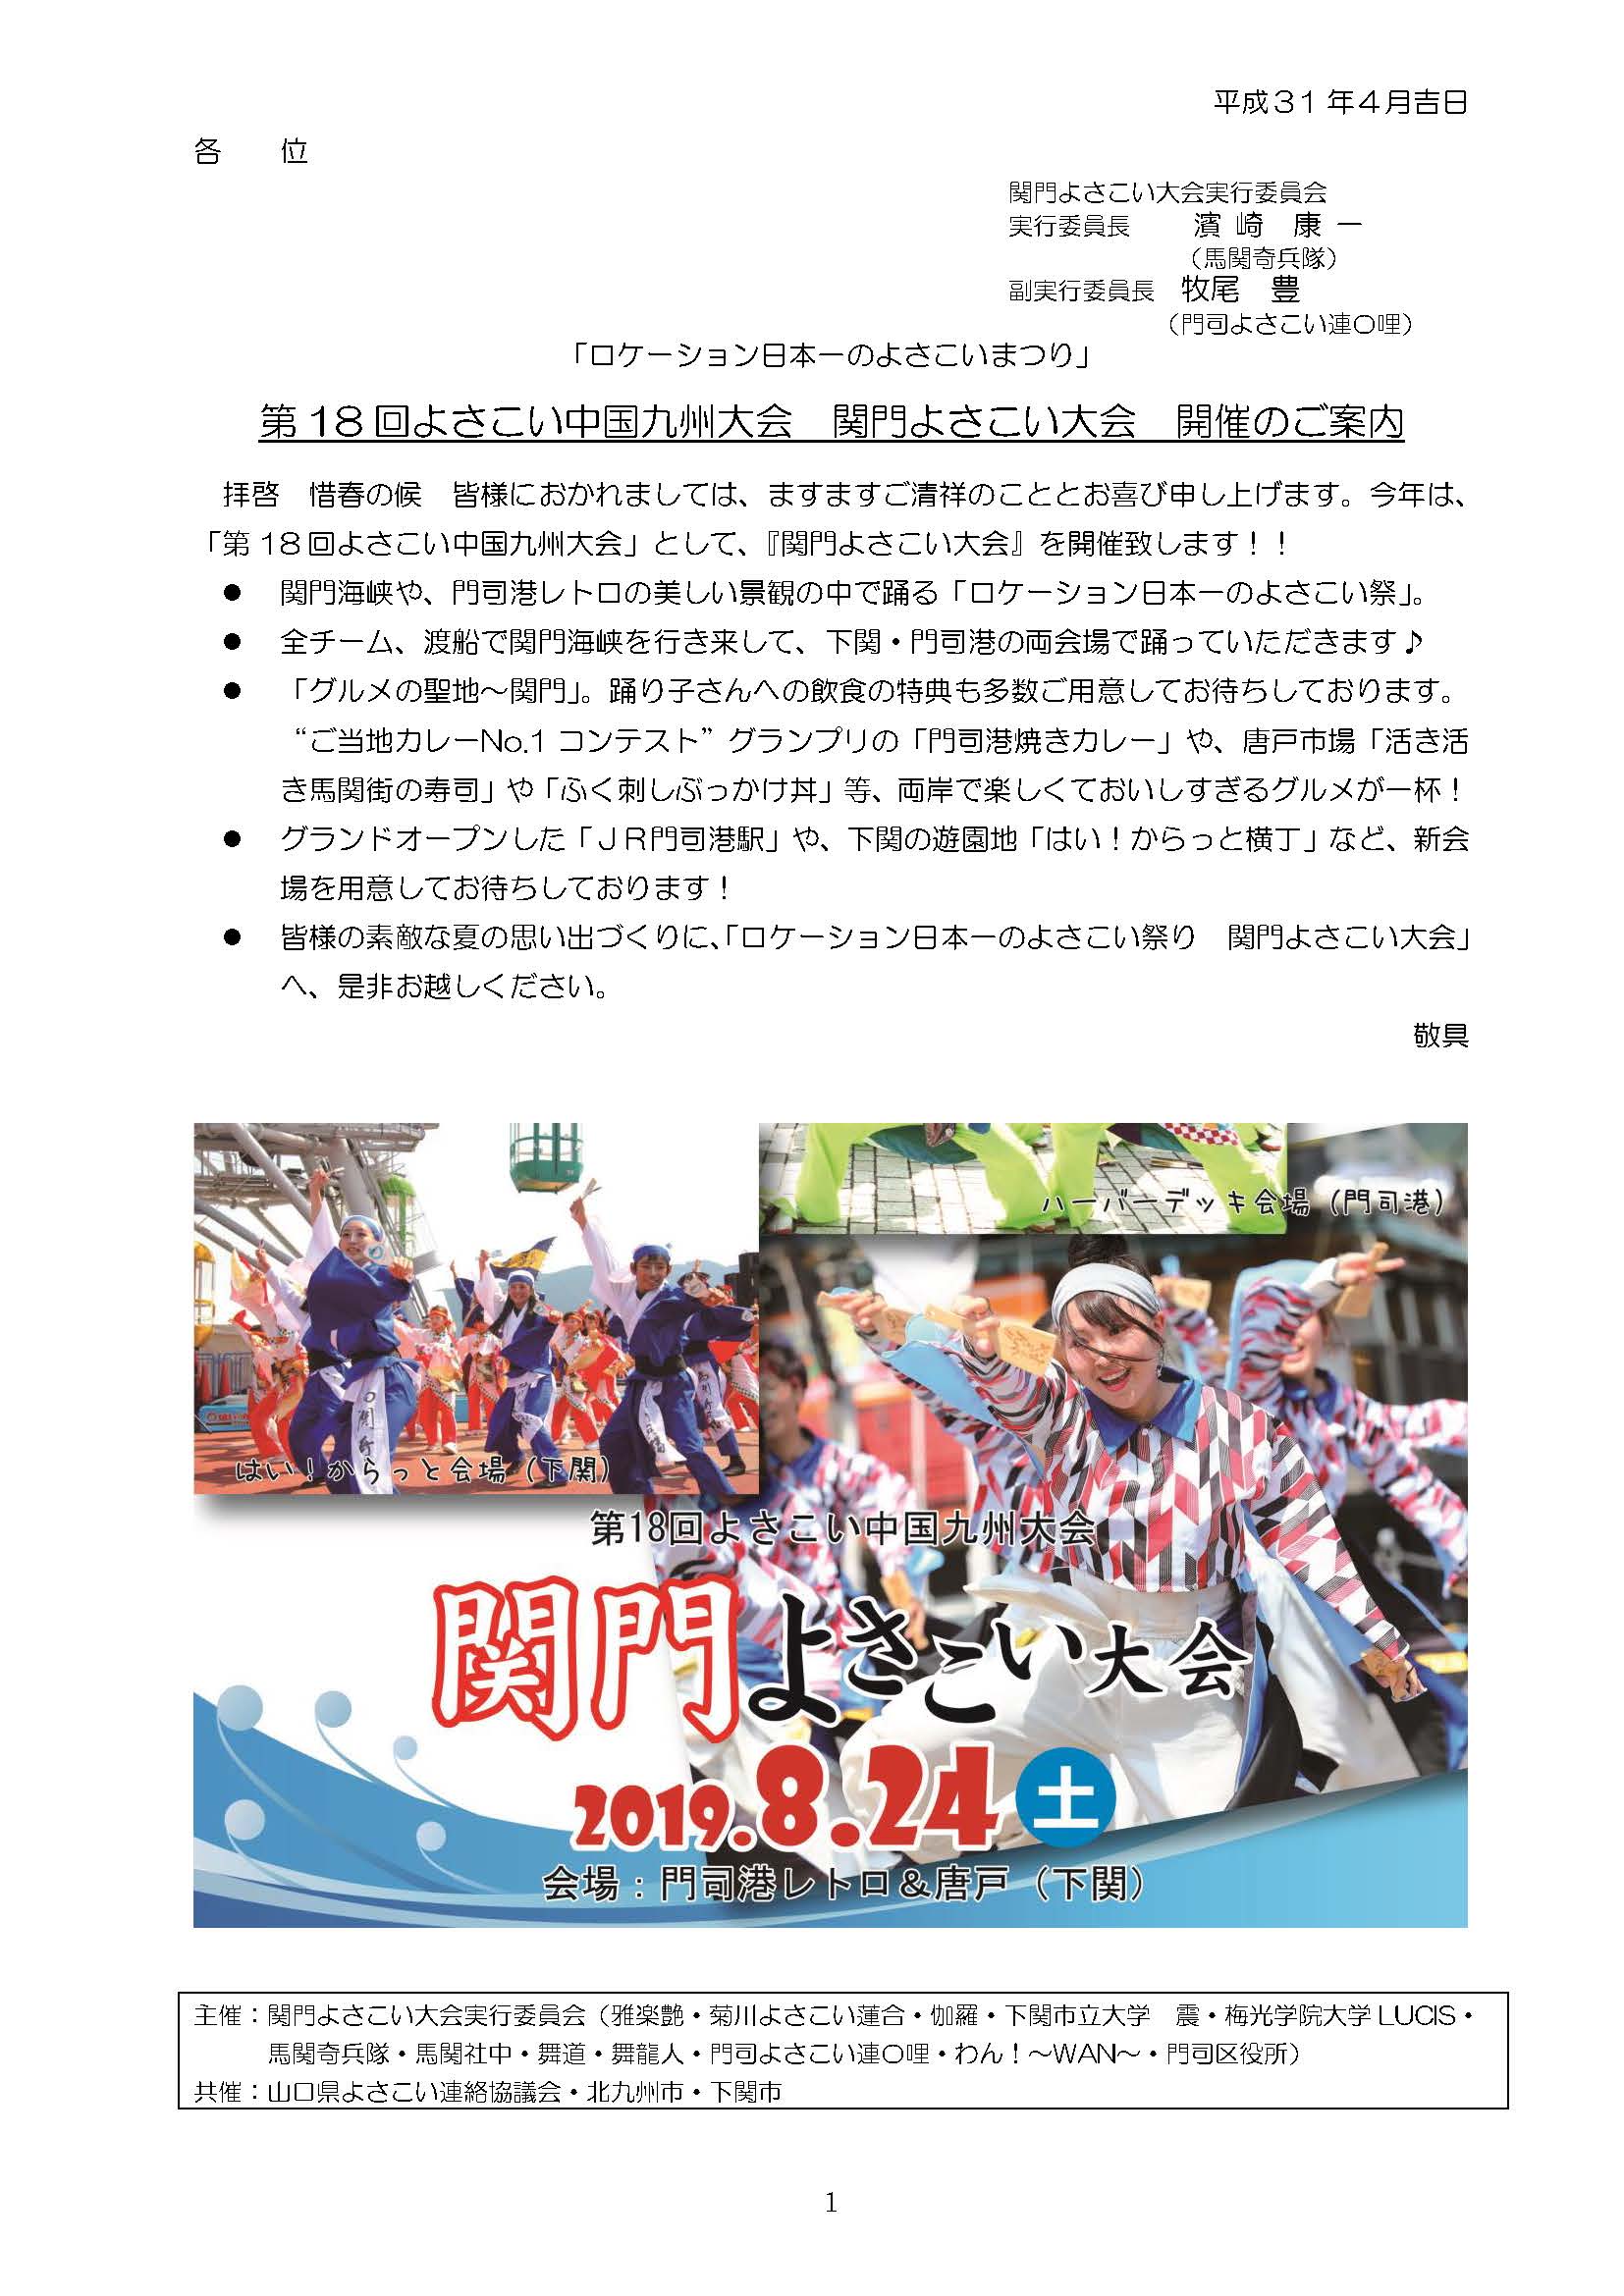 平成31年4月吉日
各　　位
関門よさこい大会実行委員会
実行委員長　　濱 崎　康 一
（馬関奇兵隊）
副実行委員長　牧尾　豊
（門司よさこい連〇哩）
「ロケーション日本一のよさこいまつり」
第18回よさこい中国九州大会　関門よさこい大会　開催のご案内
拝啓　惜春の候　皆様におかれましては、ますますご清祥のこととお喜び申し上げます。今年は、
「第18回よさこい中国九州大会」として、『関門よさこい大会』を開催致します！！
● 関門海峡や、門司港レトロの美しい景観の中で踊る「ロケーション日本一のよさこい祭」。
● 全チーム、渡船で関門海峡を行き来して、下関・門司港の両会場で踊っていただきます♪
● 「グルメの聖地～関門」。踊り子さんへの飲食の特典も多数ご用意してお待ちしております。
“ご当地カレーNo.1コンテスト”グランプリの「門司港焼きカレー」や、唐戸市場「活き活
き馬関街の寿司」や「ふく刺しぶっかけ丼」等、両岸で楽しくておいしすぎるグルメが一杯！
● グランドオープンした「ＪＲ門司港駅」や、下関の遊園地「はい！からっと横丁」など、新会
場を用意してお待ちしております！
● 皆様の素敵な夏の思い出づくりに、「ロケーション日本一のよさこい祭り　関門よさこい大会」
へ、是非お越しください。
敬具
ハーバーデッキ会場（門司港）
はい！からっと会場（下関）
第18回よさこい中国九州大会
関門よさこい大会
2019.8.24 土
会場：門司港レトロ＆唐戸（下関）
主催：関門よさこい大会実行委員会（雅楽艶・菊川よさこい蓮合・伽羅・下関市立大学　震・梅光学院大学LUCIS・
馬関奇兵隊・馬関社中・舞道・舞龍人・門司よさこい連〇哩・わん！～WAN～・門司区役所）
共催：山口県よさこい連絡協議会・北九州市・下関市
1